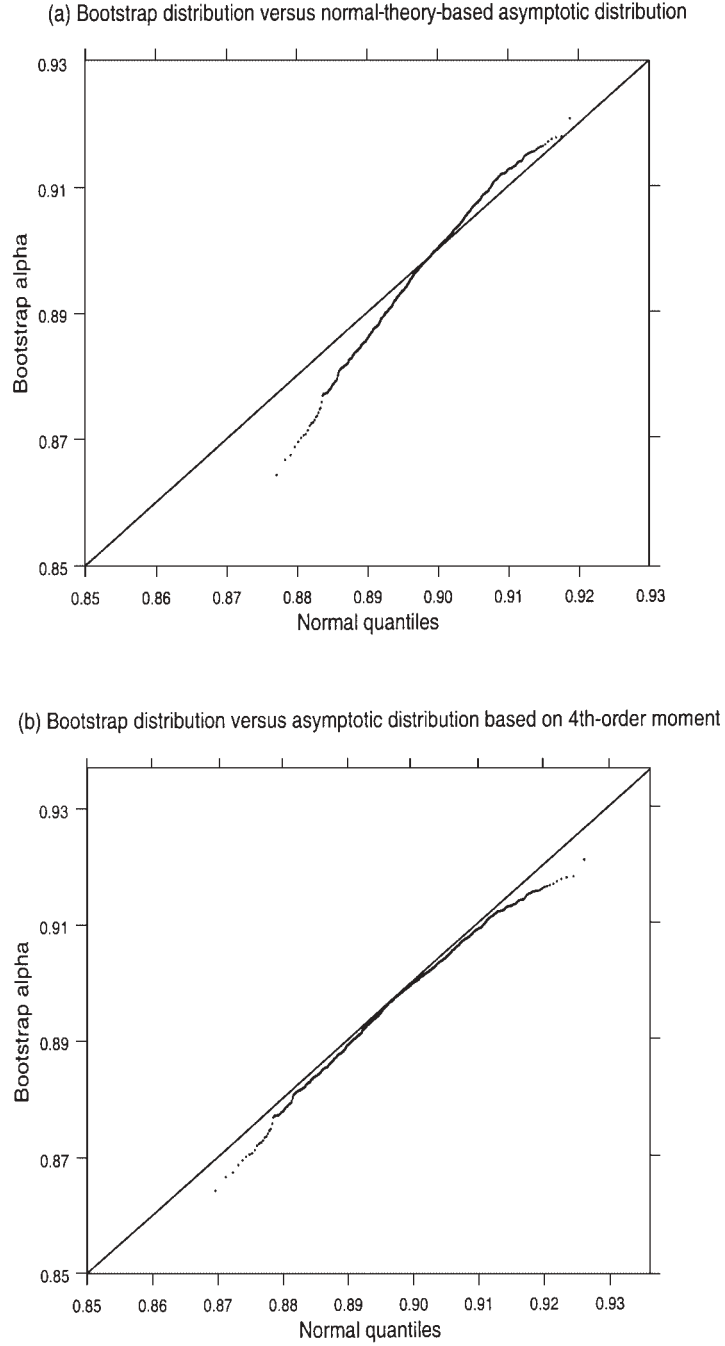 (a) Bootstrap distribution versus normal-theory-based asymptotic distribution
0.93
0.91
0.89
0.87
0.85
Bootstrap alpha
0.85 0.86 0.87 0.88 0.89 0.90 0.91 0.92 0.93
Normal quantiles
(b) Bootstrap distribution versus asymptotic distribution based on 4th-order moment
0.93
0.91
0.89
0.87
0.85
Bootstrap alpha
0.85 0.86 0.87 0.88 0.89 0.90 0.91 0.92 0.93
Normal quantiles